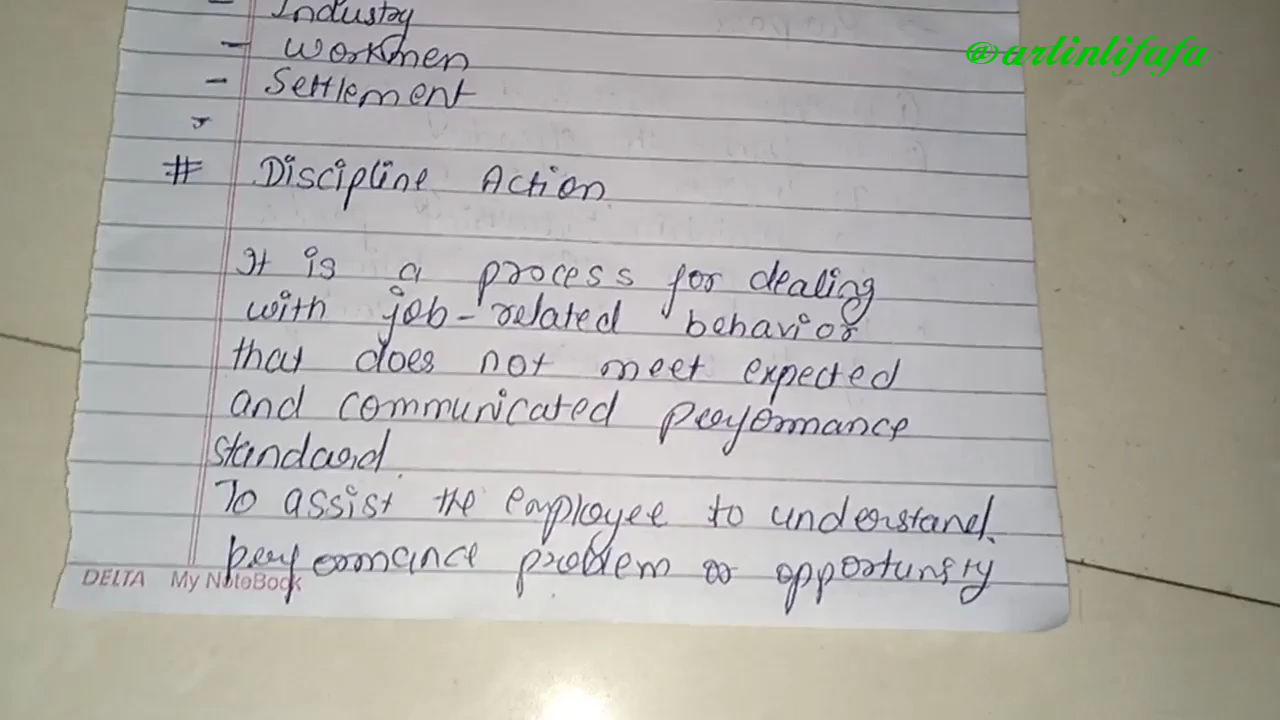 - Industry
- Workmen
- Settlement
@artinlifafa
# Discipline Action
It is a process for dealing
with job-related behavior
that does not meet expected
and communicated performance
standard.
To assist the employee to understand
performance problem or opportunity
DELTA My NoteBook